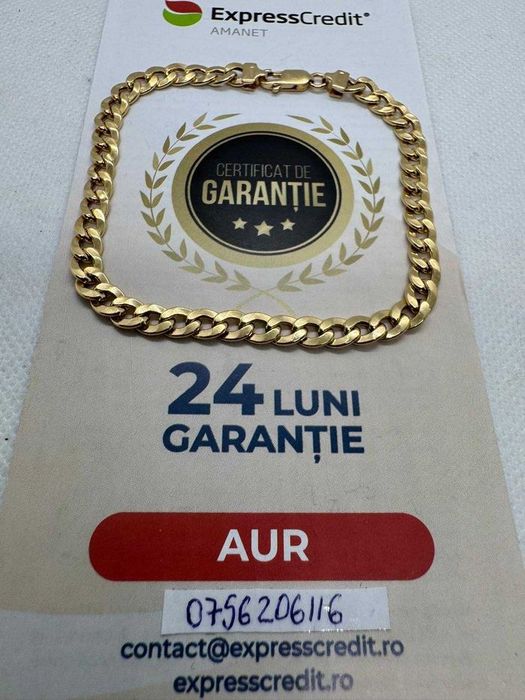 ExpressCredit®
AMANET
CERTIFICAT DE
GARANȚIE
24 LUNI
GARANȚIE
AUR
0756206116
contact@expresscredit.ro
expresscredit.ro